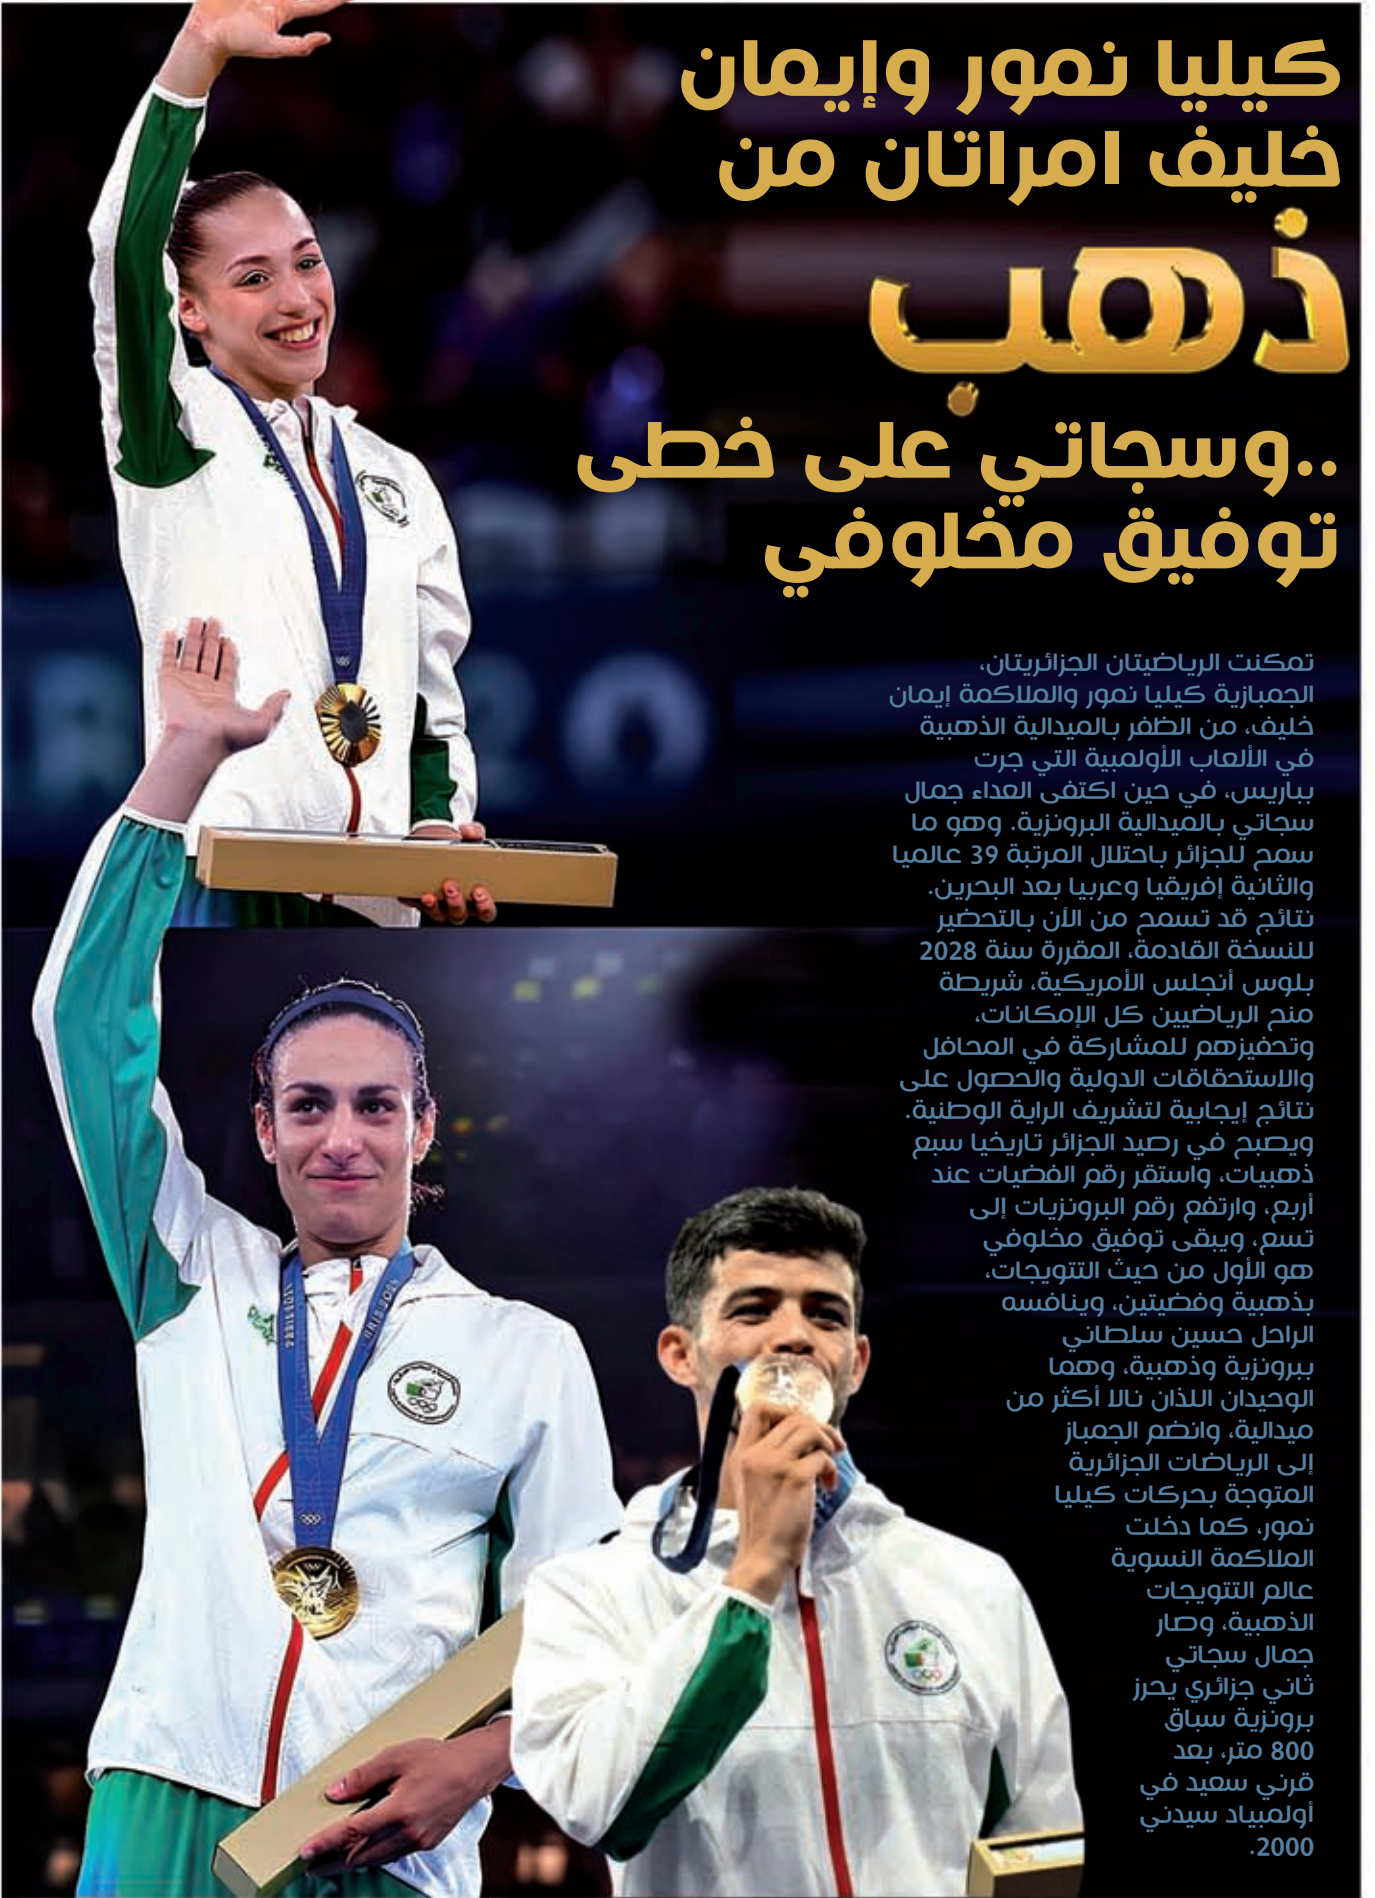 كيليا نمور وإيمان
خليف امراتان من
ذهب
..وسجاتي على خطى
توفيق مخلوفي
تمكنت الرياضيتان الجزائريتان،
الجمبازية كيليا نمور والملاكمة إيمان
خليف، من الظفر بالميدالية الذهبية
في الألعاب الأولمبية التي جرت
بباريس، في حين اكتفى العداء جمال
سجاتي بالميدالية البرونزية. وهو ما
سمح للجزائر باحتلال المرتبة 39 عالميا
والثانية إفريقيا وعربيا بعد البحرين.
نتائج قد تسمح من الآن بالتحضير
للنسخة القادمة، المقررة سنة 2028
بلوس أنجلس الأمريكية، شريطة
منح الرياضيين كل الإمكانات،
وتحفيزهم للمشاركة في المحافل
والاستحقاقات الدولية والحصول على
نتائج إيجابية لتشريف الراية الوطنية.
ويصبح في رصيد الجزائر تاريخيا سبع
ذهبيات، واستقر رقم الفضيات عند
أربع، وارتفع رقم البرونزيات إلى
تسع، ويبقى توفيق مخلوفي
هو الأول من حيث التتويجات،
بذهبية وفضيتين، وينافسه
الراحل حسين سلطاني
ببرونزية وذهبية، وهما
الوحيدان اللذان نالا أكثر من
ميدالية، وانضم الجمباز
إلى الرياضات الجزائرية
المتوجة بحركات كيليا
نمور، كما دخلت
الملاكمة النسوية
عالم التتويجات
الذهبية، وصار
جمال سجاتي
ثاني جزائري يحرز
برونزية سباق
800 متر، بعد
قرني سعيد في
أولمبياد سيدني
2000.